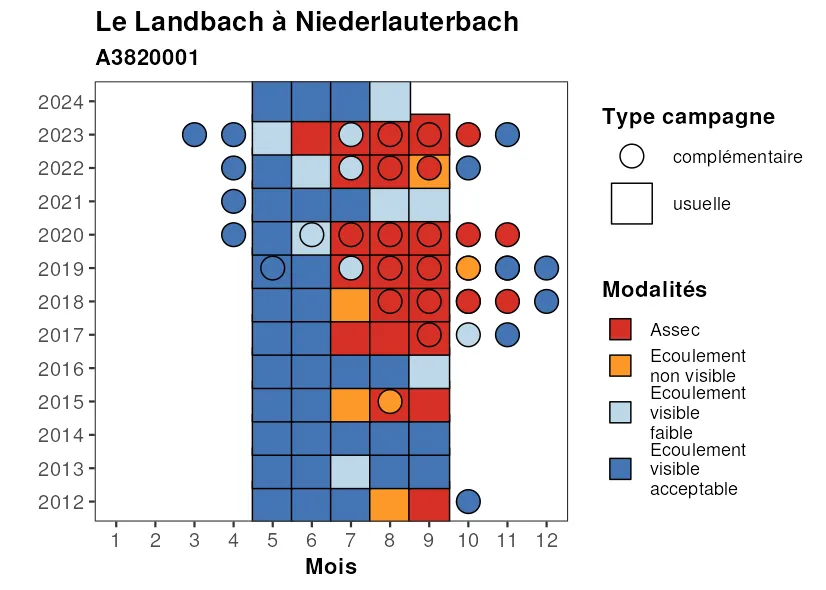 Le Landbach à Niederlauterbach
A3820001
2024
2023
2022
2021
2020
2019
2018
2017
2016
2015
2014
2013
2012
1 2 3 4 5 6 7 8 9 10 11 12
Mois
Type campagne
complémentaire
usuelle
Modalités
Assec
Ecoulement
non visible
Ecoulement
visible
faible
Ecoulement
visible
acceptable